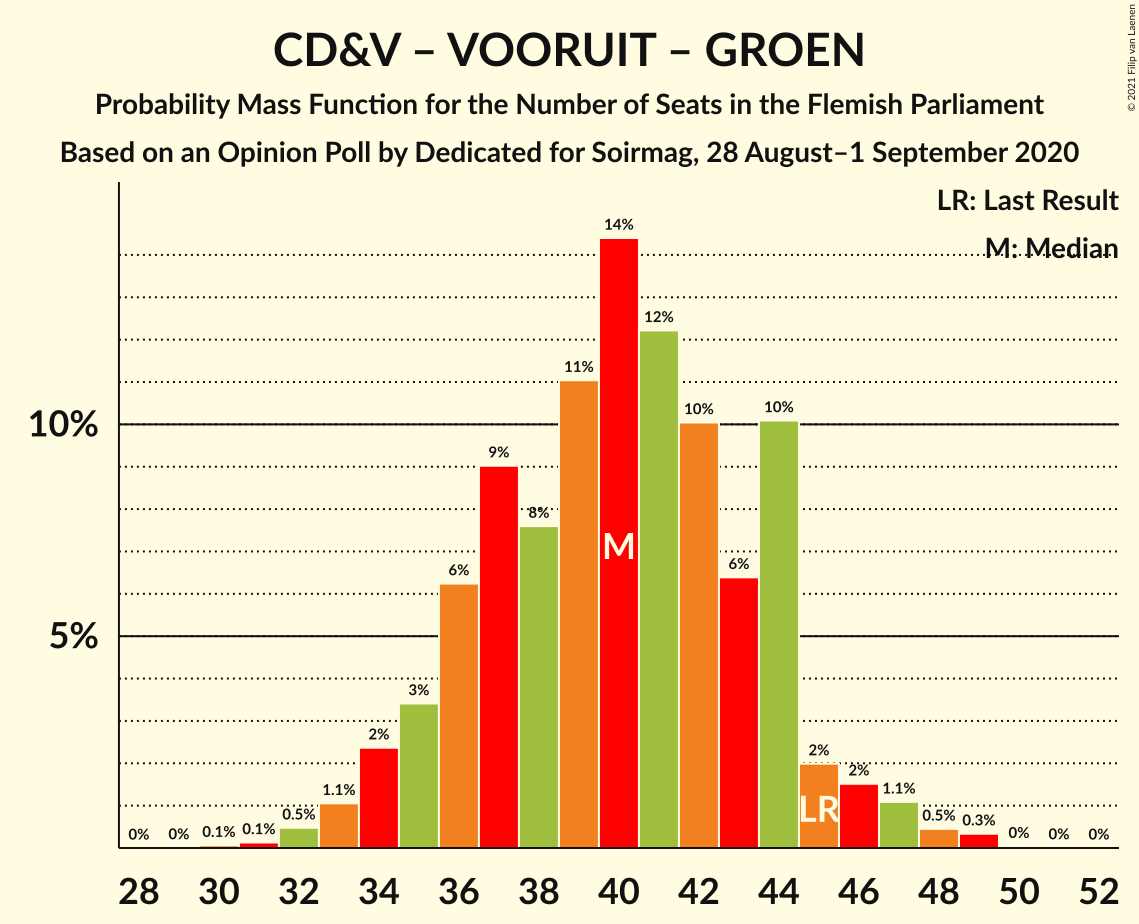 CD&V – VOORUIT – GROEN
Probability Mass Function for the Number of Seats in the Flemish Parliament
Based on an Opinion Poll by Dedicated for Soirmag, 28 August–1 September 2020
© 2021 Filip van Laenen
LR: Last Result
M: Median
10%
5%
0% 0% 0.1% 0.1% 0.5% 1.1% 2% 3% 6% 9% 8% 11% 14% 12% 10% 6% 10% 2% 2% 1.1% 0.5% 0.3% 0% 0% 0%
M
LR
28 30 32 34 36 38 40 42 44 46 48 50 52